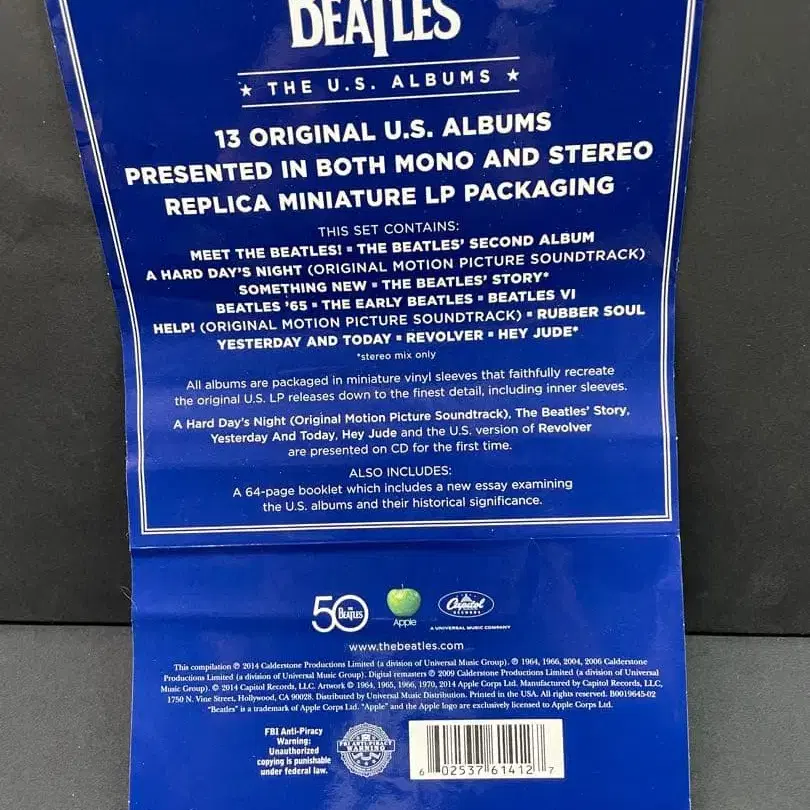 BEATLES
★ THE U.S. ALBUMS ★
13 ORIGINAL U.S. ALBUMS
PRESENTED IN BOTH MONO AND STEREO
REPLICA MINIATURE LP PACKAGING
THIS SET CONTAINS:
MEET THE BEATLES! ▪ THE BEATLES' SECOND ALBUM
A HARD DAY'S NIGHT (ORIGINAL MOTION PICTURE SOUNDTRACK)
SOMETHING NEW ▪ THE BEATLES' STORY*
BEATLES '65 ▪ THE EARLY BEATLES ▪ BEATLES VI
HELP! (ORIGINAL MOTION PICTURE SOUNDTRACK) ▪ RUBBER SOUL
YESTERDAY AND TODAY ▪ REVOLVER ▪ HEY JUDE*
*stereo mix only
All albums are packaged in miniature vinyl sleeves that faithfully recreate
the original U.S. LP releases down to the finest detail, including inner sleeves.
A Hard Day's Night (Original Motion Picture Soundtrack), The Beatles' Story,
Yesterday And Today, Hey Jude and the U.S. version of Revolver
are presented on CD for the first time.
ALSO INCLUDES:
A 64-page booklet which includes a new essay examining
the U.S. albums and their historical significance.
50 THE BEATLES
Apple
Capitol
RECORDS
A UNIVERSAL MUSIC COMPANY
www.thebeatles.com
This compilation ℗ 2014 Calderstone Productions Limited (a division of Universal Music Group). ℗ 1964, 1966, 2004, 2006 Calderstone
Productions Limited (a division of Universal Music Group). Digital remasters ℗ 2009 Calderstone Productions Limited (a division of Universal
Music Group). © 2014 Capitol Records, LLC. Artwork © 1964, 1965, 1966, 1970, 2014 Apple Corps Ltd. Manufactured by Capitol Records, LLC,
1750 N. Vine Street, Hollywood, CA 90028. Distributed by Universal Music Distribution. Printed in the USA. All rights reserved. B0019645-02
"Beatles" is a trademark of Apple Corps Ltd. "Apple" and the Apple logo are exclusively licensed to Apple Corps Ltd.
FBI Anti-Piracy
Warning:
Unauthorized
copying is punishable
under federal law.
FBI ANTI-PIRACY
WARNING
6 02537 61412 7